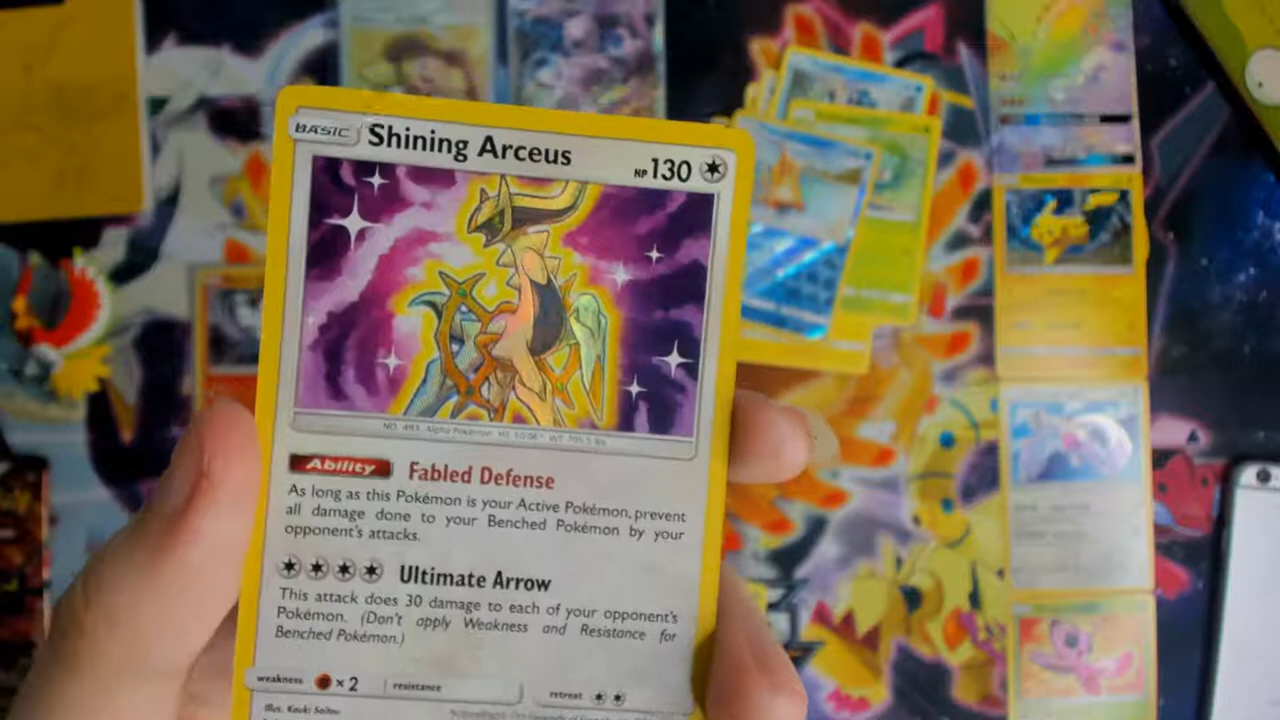 BASIC Shining Arceus HP 130
NO. 493 Alpha Pokémon HT: 10'06" WT: 705.5 lbs
Ability Fabled Defense
As long as this Pokémon is your Active Pokémon, prevent
all damage done to your Benched Pokémon by your
opponent's attacks.
Ultimate Arrow
This attack does 30 damage to each of your opponent's
Pokémon. (Don't apply Weakness and Resistance for
Benched Pokémon.)
weakness × 2 resistance retreat
Illus. Kouki Saitou